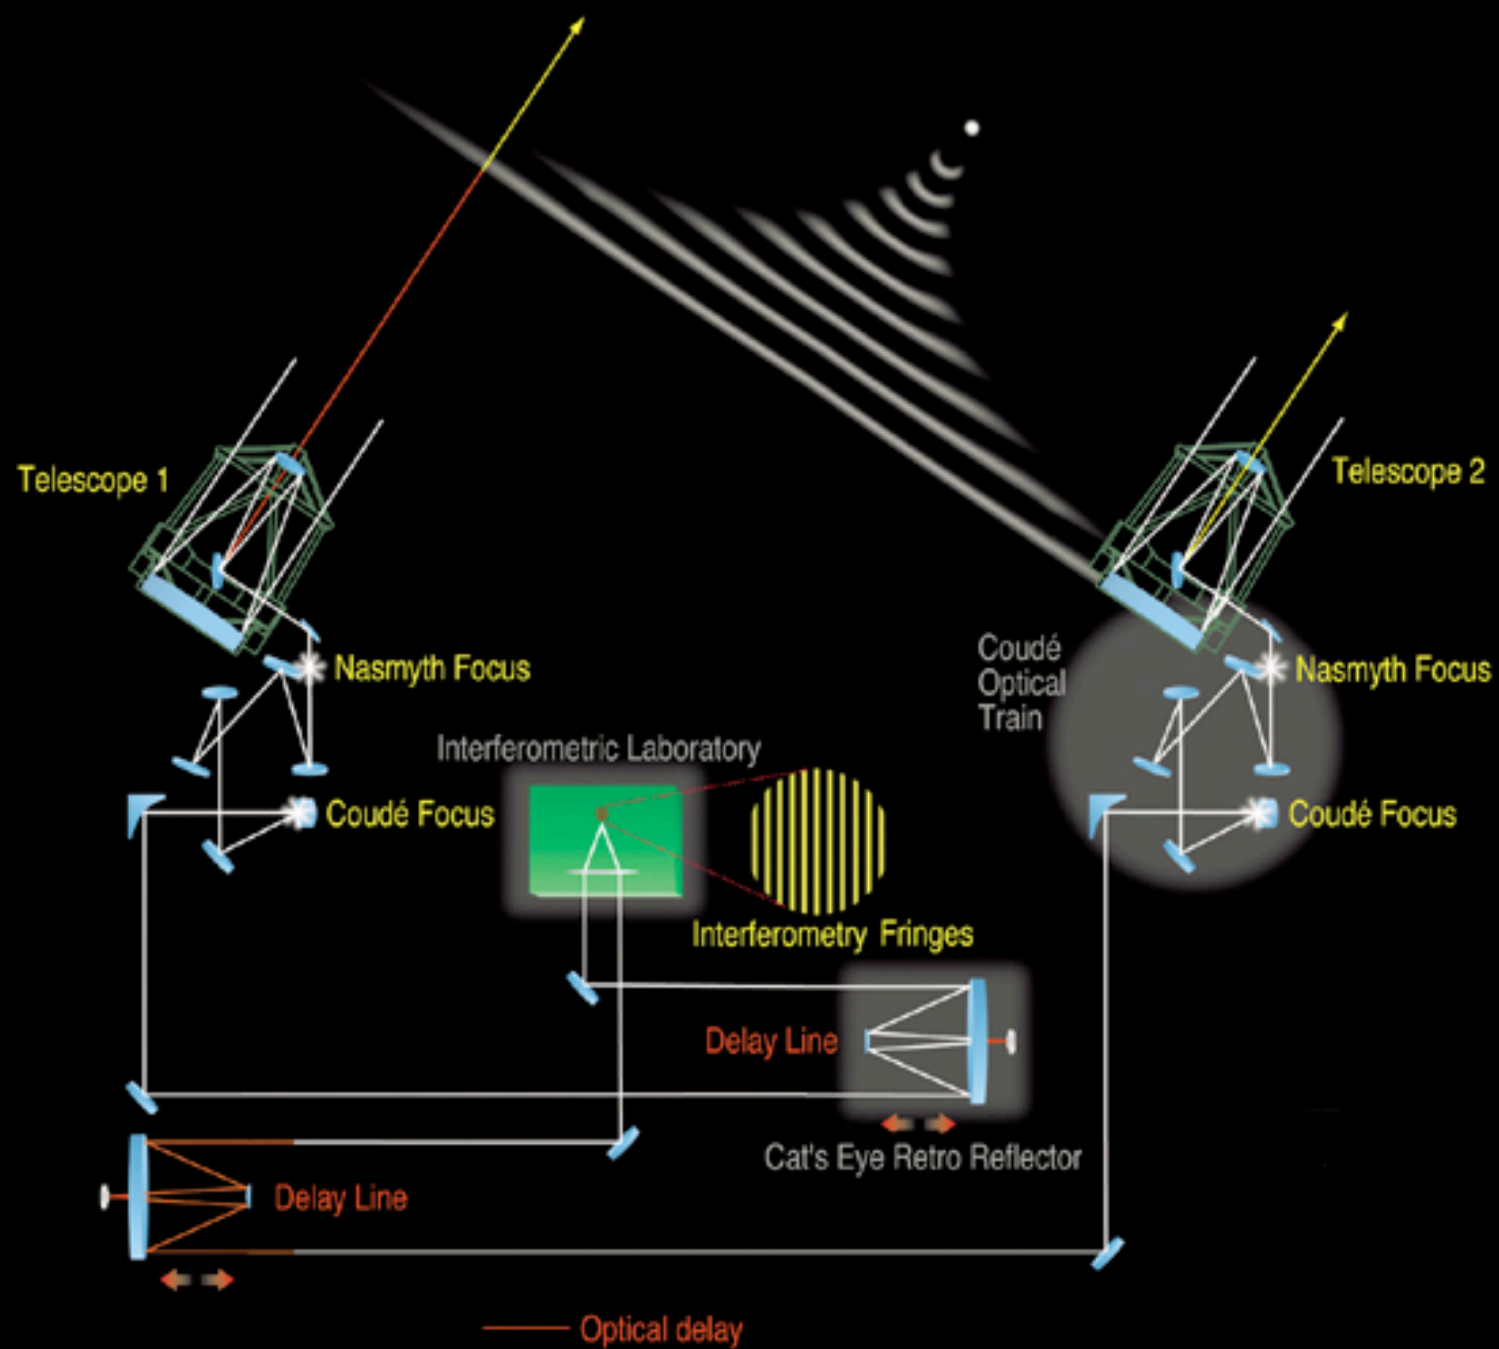 Telescope 1
Telescope 2
Coudé
Optical
Train
Nasmyth Focus
Nasmyth Focus
Interferometric Laboratory
Coudé Focus
Coudé Focus
Interferometry Fringes
Delay Line
Cat's Eye Retro Reflector
Delay Line
Optical delay